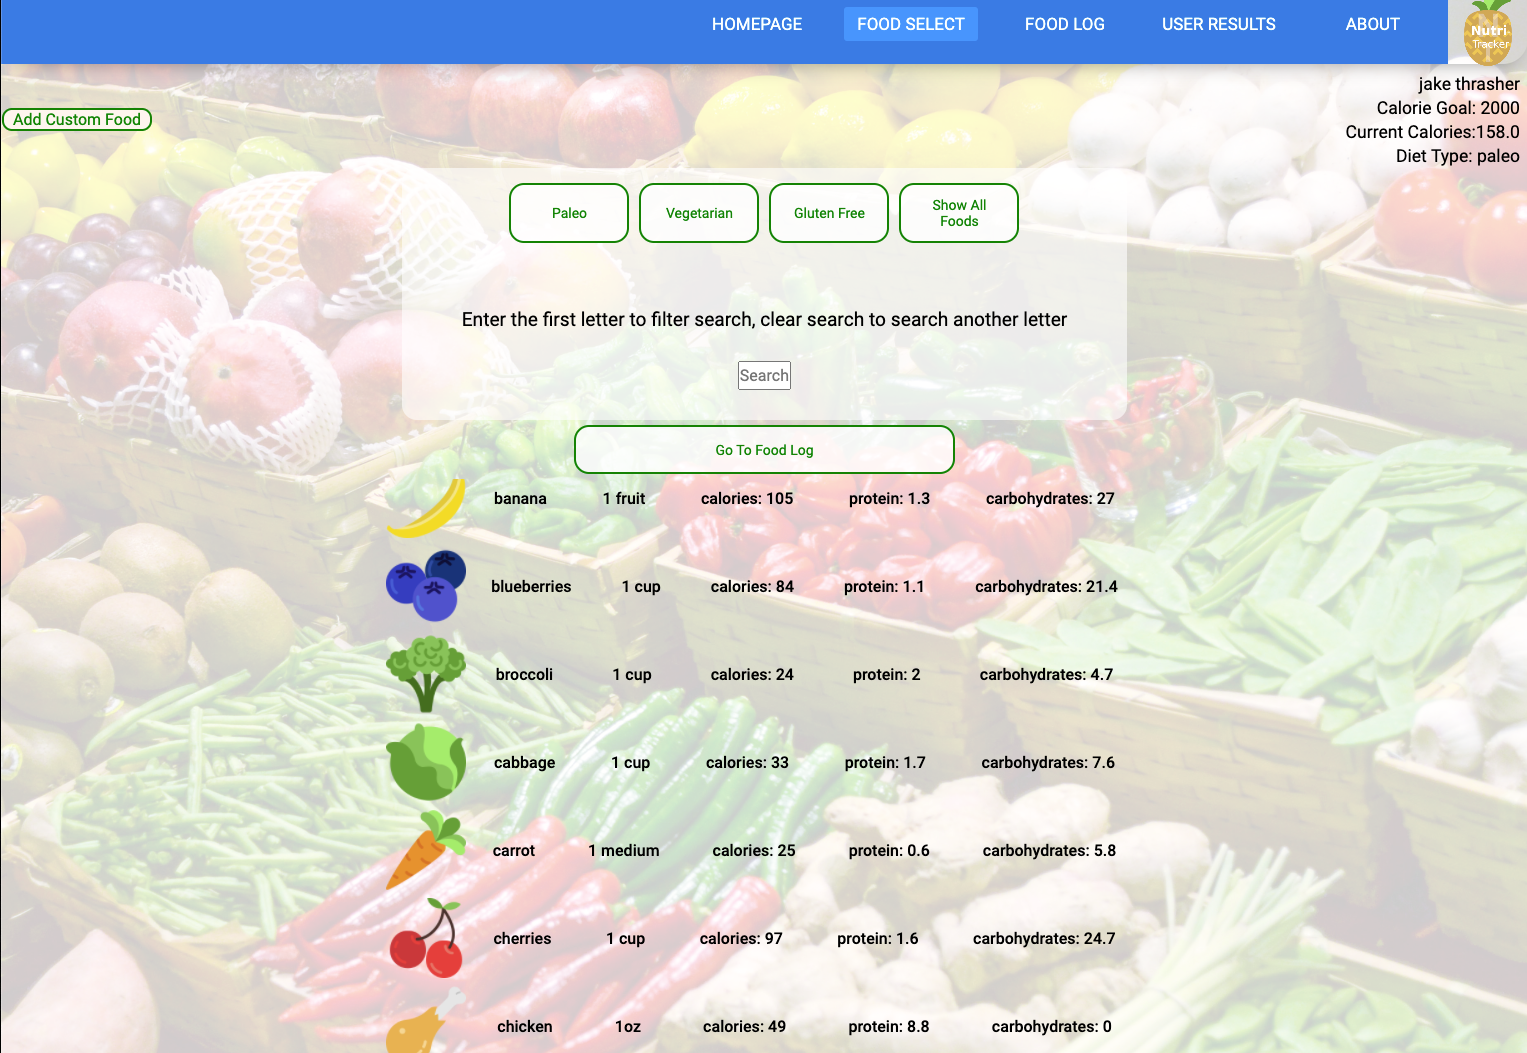 HOMEPAGE FOOD SELECT FOOD LOG USER RESULTS ABOUT
Nutri
Tracker
jake thrasher
Calorie Goal: 2000
Current Calories:158.0
Diet Type: paleo
Add Custom Food
Paleo Vegetarian Gluten Free Show All
Foods
Enter the first letter to filter search, clear search to search another letter
Search
Go To Food Log
banana 1 fruit calories: 105 protein: 1.3 carbohydrates: 27
blueberries 1 cup calories: 84 protein: 1.1 carbohydrates: 21.4
broccoli 1 cup calories: 24 protein: 2 carbohydrates: 4.7
cabbage 1 cup calories: 33 protein: 1.7 carbohydrates: 7.6
carrot 1 medium calories: 25 protein: 0.6 carbohydrates: 5.8
cherries 1 cup calories: 97 protein: 1.6 carbohydrates: 24.7
chicken 1oz calories: 49 protein: 8.8 carbohydrates: 0